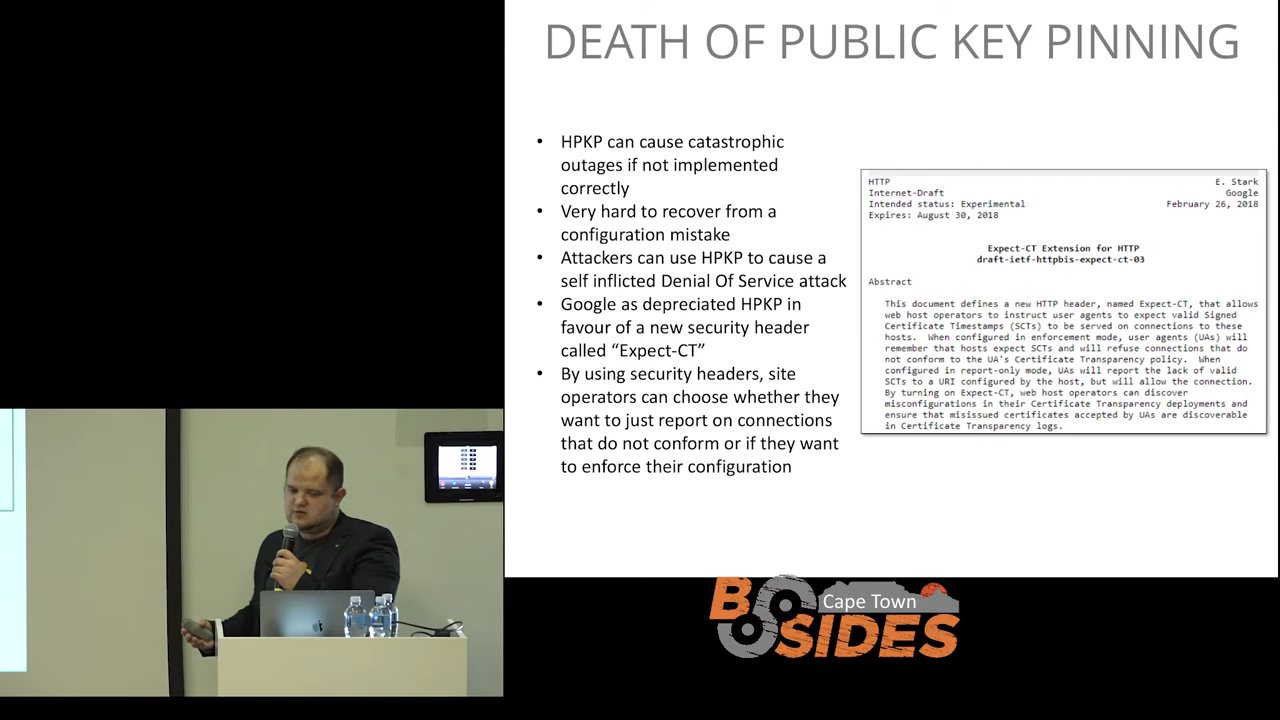 DEATH OF PUBLIC KEY PINNING
• HPKP can cause catastrophic
outages if not implemented
correctly
• Very hard to recover from a
configuration mistake
• Attackers can use HPKP to cause a
self inflicted Denial Of Service attack
• Google as depreciated HPKP in
favour of a new security header
called “Expect-CT”
• By using security headers, site
operators can choose whether they
want to just report on connections
that do not conform or if they want
to enforce their configuration
HTTP E. Stark
Internet-Draft Google
Intended status: Experimental February 26, 2018
Expires: August 30, 2018
Expect-CT Extension for HTTP
draft-ietf-httpbis-expect-ct-03
Abstract
This document defines a new HTTP header, named Expect-CT, that allows
web host operators to instruct user agents to expect valid Signed
Certificate Timestamps (SCTs) to be served on connections to these
hosts. When configured in enforcement mode, user agents (UAs) will
remember that hosts expect SCTs and will refuse connections that do
not conform to the UA's Certificate Transparency policy. When
configured in report-only mode, UAs will report the lack of valid
SCTs to a URI configured by the host, but will allow the connection.
By turning on Expect-CT, web host operators can discover
misconfigurations in their Certificate Transparency deployments and
ensure that misissued certificates accepted by UAs are discoverable
in Certificate Transparency logs.
B
Cape Town
SIDES